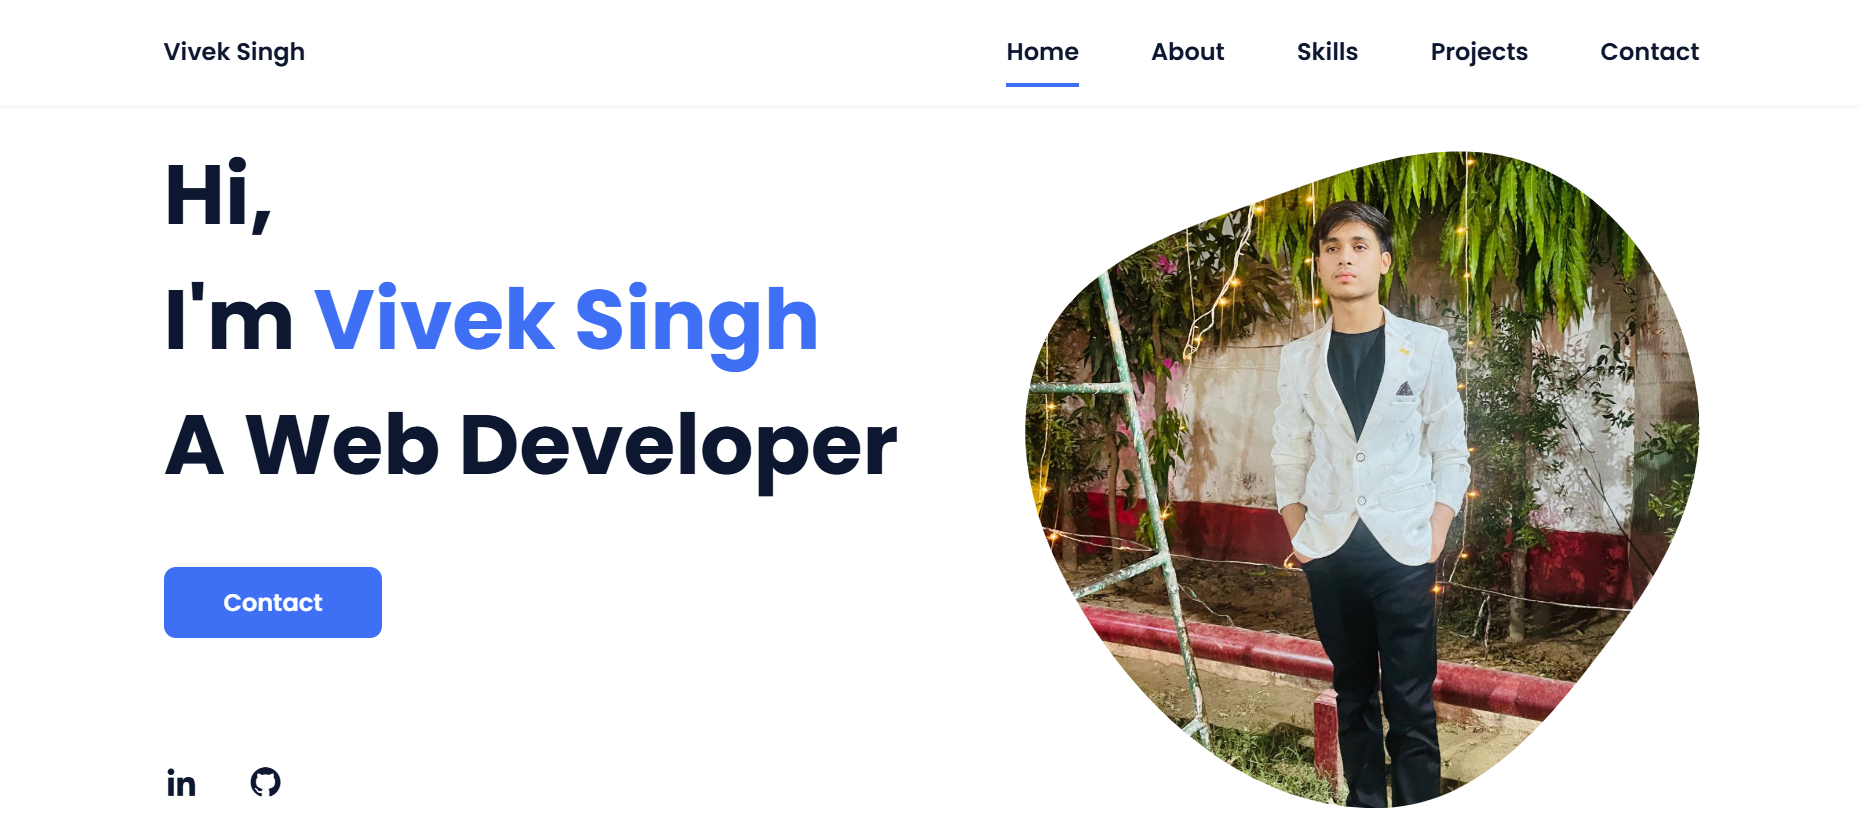 Vivek Singh
Home About Skills Projects Contact
Hi,
I'm Vivek Singh
A Web Developer
Contact
in